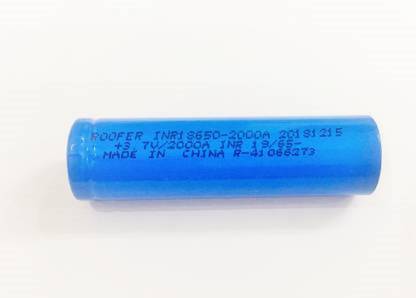 ROOFER INR18650-2000A 20181215
+3.7V/2000A INR 19/65-
MADE IN CHINA R-41066273